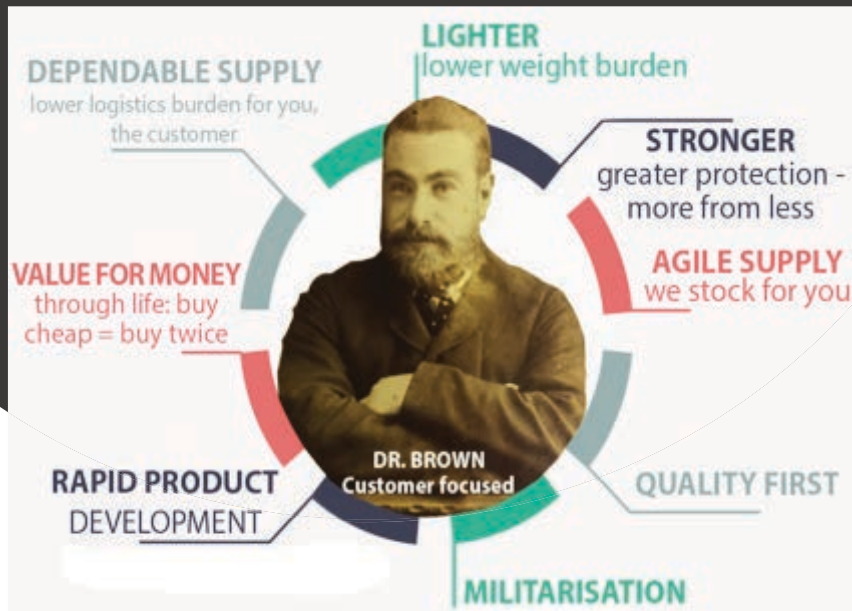 LIGHTER
lower weight burden
STRONGER
greater protection -
more from less
AGILE SUPPLY
we stock for you
QUALITY FIRST
MILITARISATION
RAPID PRODUCT
DEVELOPMENT
VALUE FOR MONEY
through life: buy
cheap = buy twice
DEPENDABLE SUPPLY
lower logistics burden for you,
the customer
DR. BROWN
Customer focused